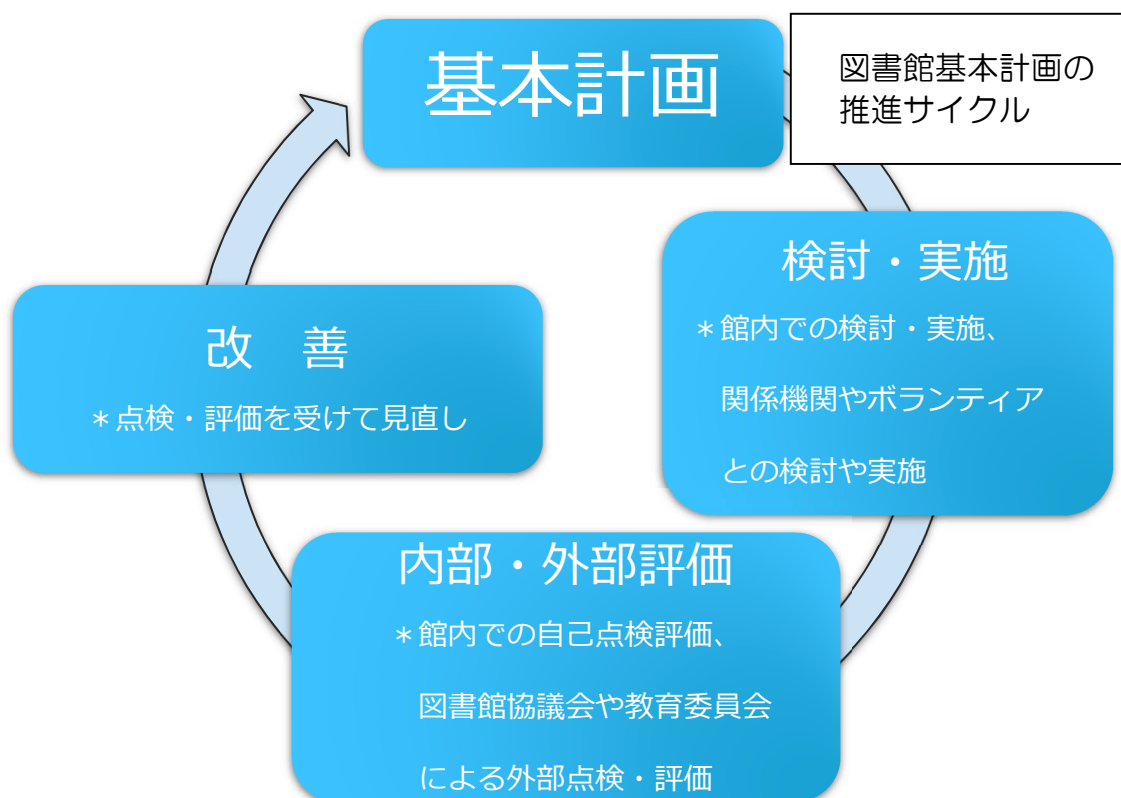 基本計画
図書館基本計画の
推進サイクル
検討・実施
＊館内での検討・実施、
関係機関やボランティア
との検討や実施
改　善
＊点検・評価を受けて見直し
内部・外部評価
＊館内での自己点検評価、
図書館協議会や教育委員会
による外部点検・評価